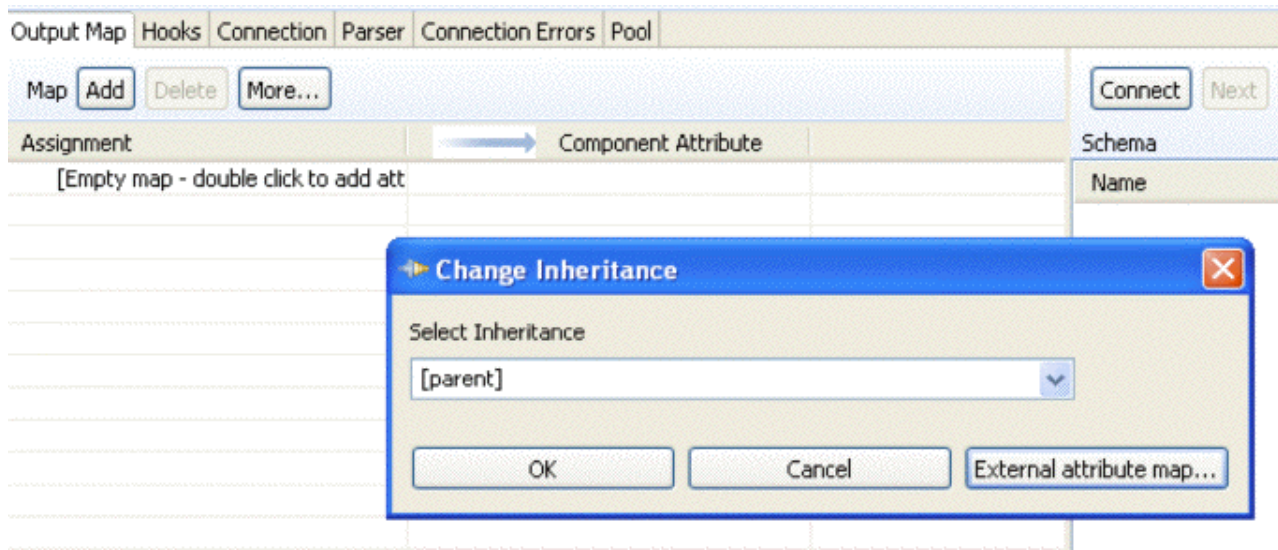 Output Map Hooks Connection Parser Connection Errors Pool
Map Add Delete More... Connect Next
Assignment Component Attribute Schema
[Empty map - double click to add att Name
Change Inheritance
Select Inheritance
[parent]
OK Cancel External attribute map...